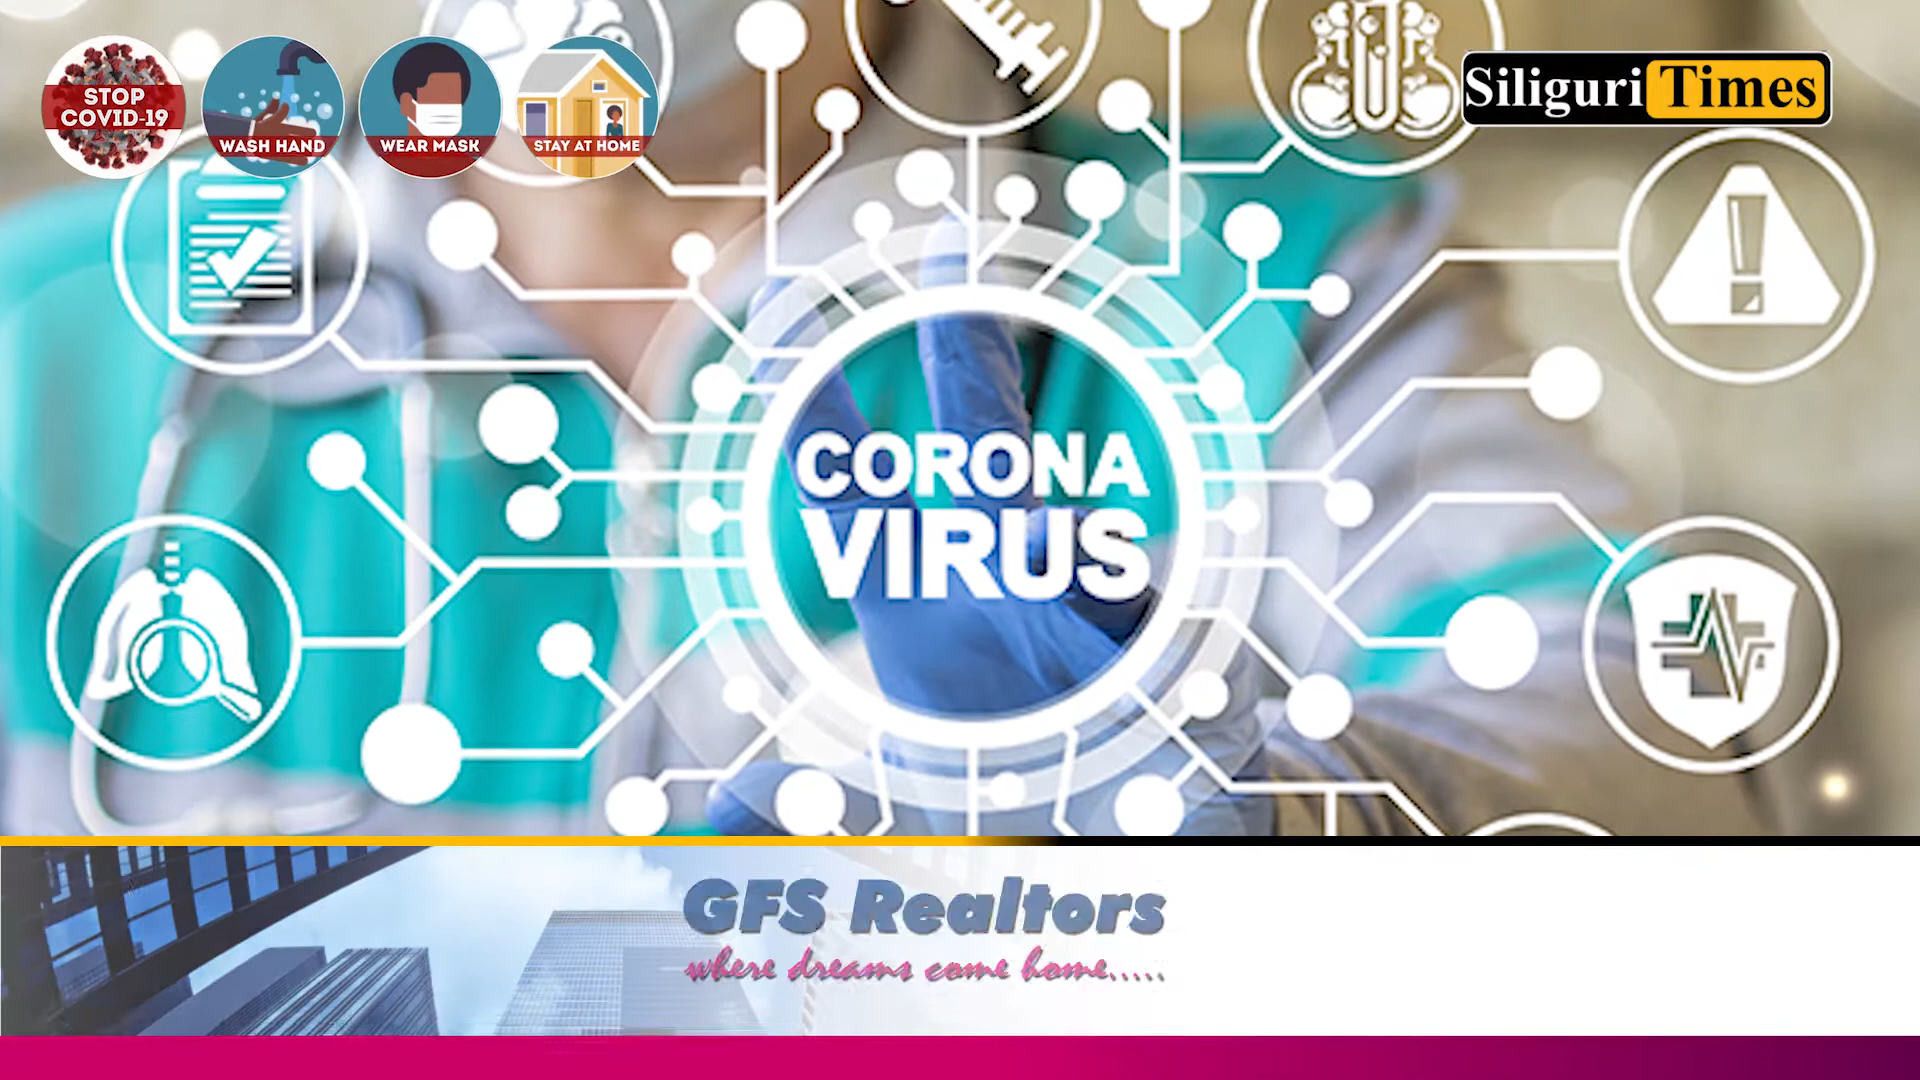 STOP
COVID-19
WASH HAND
WEAR MASK
STAY AT HOME
Siliguri Times
CORONA
VIRUS
GFS Realtors
where dreams come home.....